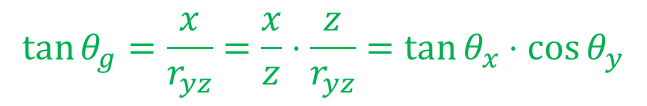 tan θ_g = x / r_yz = x / z · z / r_yz = tan θ_x · cos θ_y